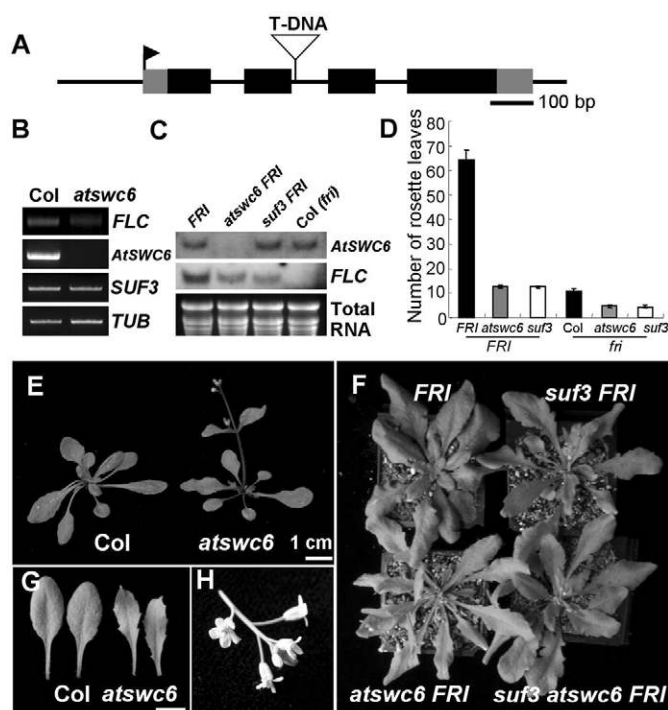 A
T-DNA
100 bp
B
Col atswc6
FLC
AtSWC6
SUF3
TUB
C
FRI atswc6 FRI suf3 FRI Col (fri)
AtSWC6
FLC
Total
RNA
D
Number of rosette leaves
80
70
60
50
40
30
20
10
0
FRI atswc6 suf3 Col atswc6 suf3
FRI fri
E
Col atswc6
1 cm
F
FRI suf3 FRI
atswc6 FRI suf3 atswc6 FRI
G
Col atswc6
H